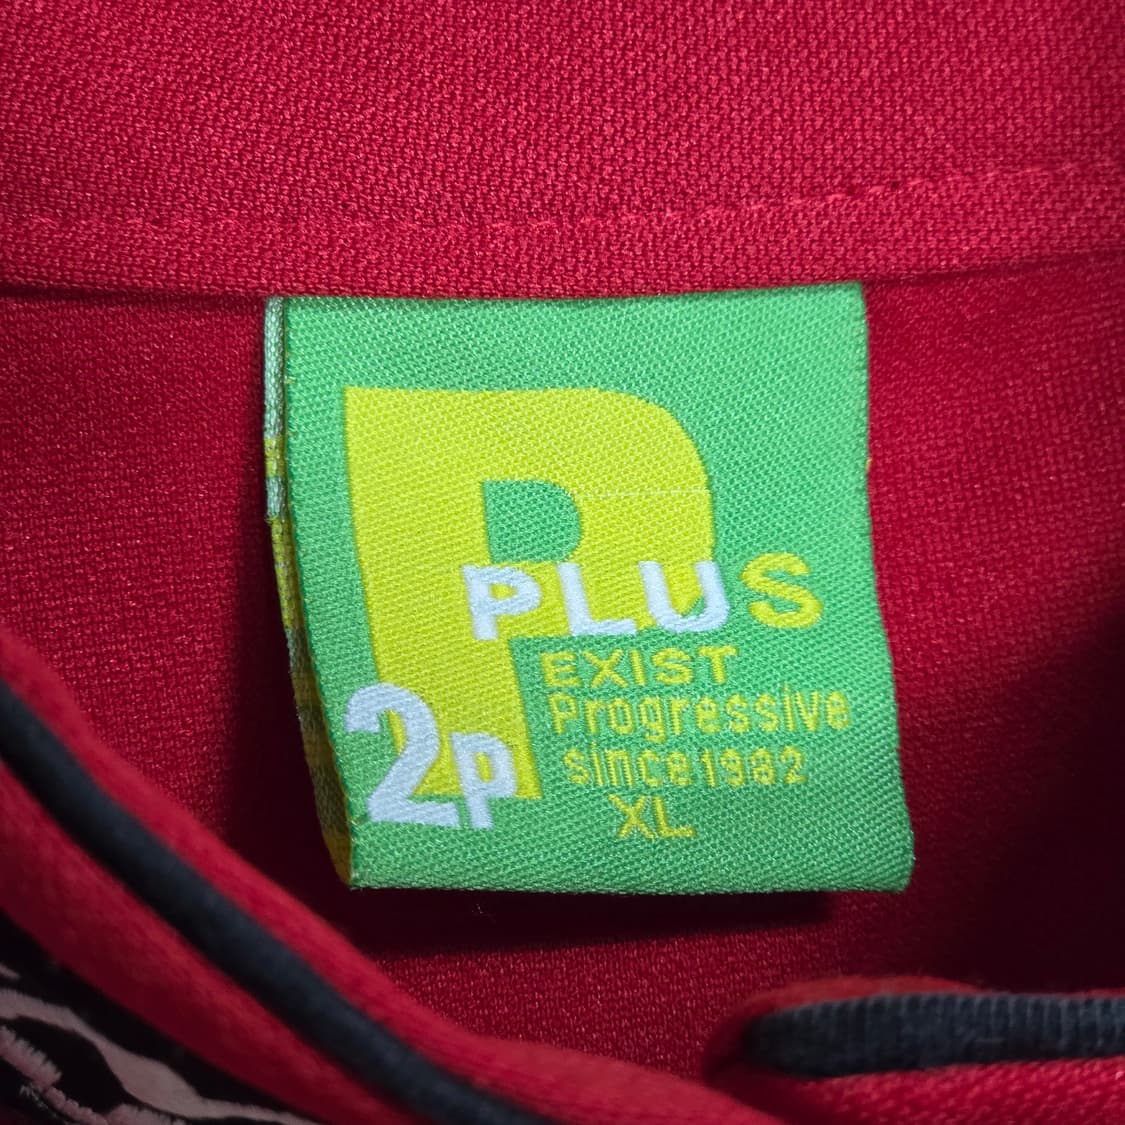 P
PLUS
EXIST
Progressive
since1982
2p
XL